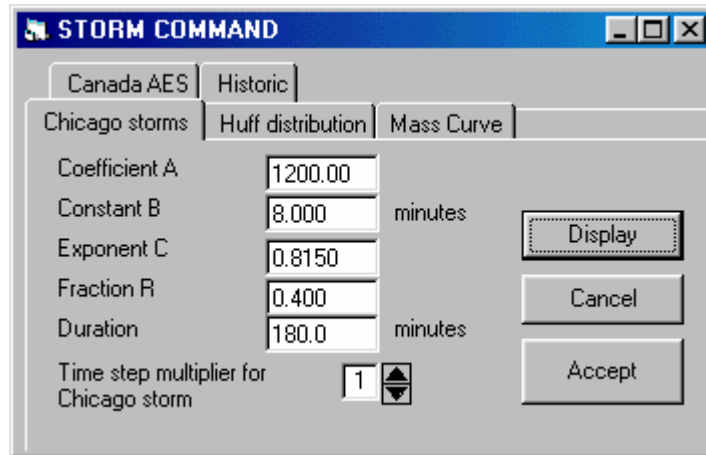 STORM COMMAND
Canada AES Historic
Chicago storms Huff distribution Mass Curve
Coefficient A 1200.00
Constant B 8.000 minutes
Exponent C 0.8150
Display
Fraction R 0.400
Cancel
Duration 180.0 minutes
Time step multiplier for
Chicago storm 1
Accept